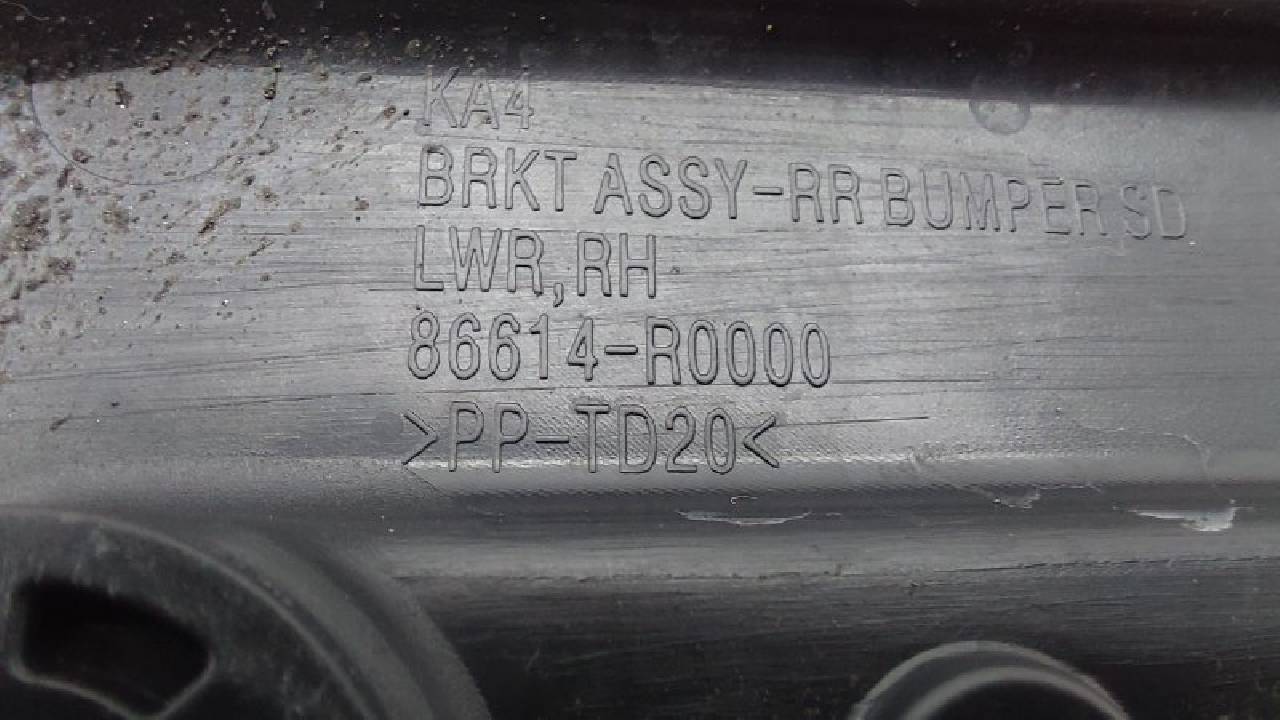 KA4
BRKT ASSY-RR BUMPER SD
LWR,RH
86614-R0000
>PP-TD20<